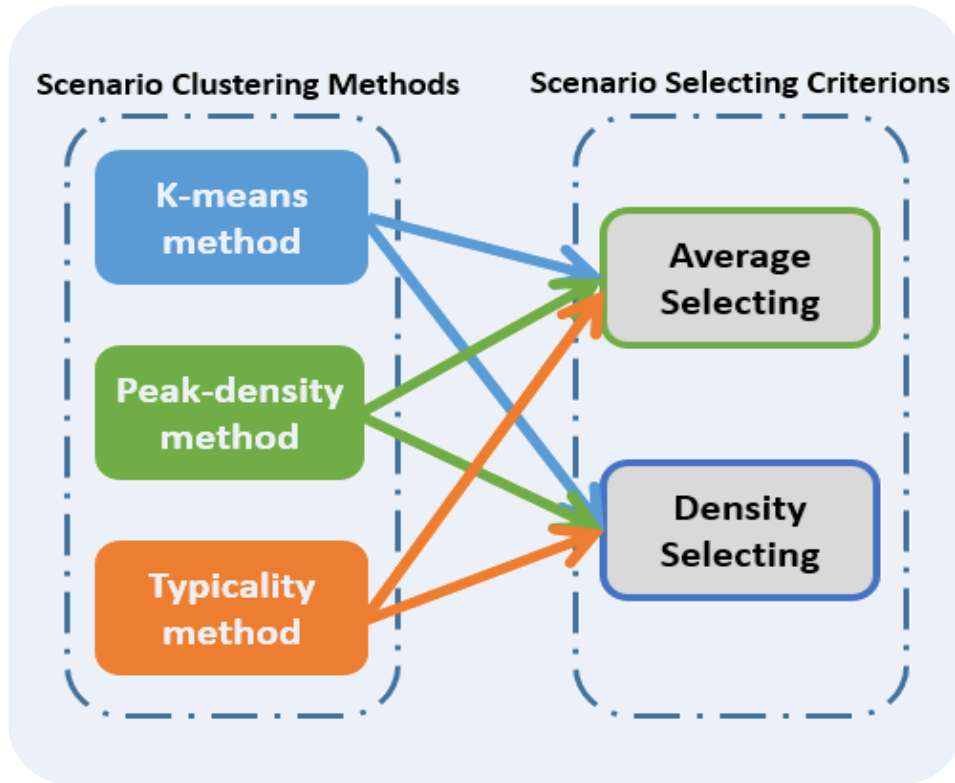 Scenario Clustering Methods
Scenario Selecting Criterions
K-means
method
Peak-density
method
Typicality
method
Average
Selecting
Density
Selecting